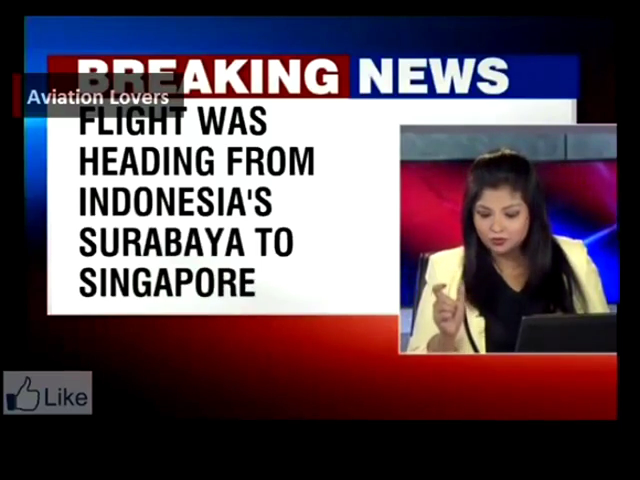 BREAKING NEWS
Aviation Lovers
FLIGHT WAS
HEADING FROM
INDONESIA'S
SURABAYA TO
SINGAPORE
Like